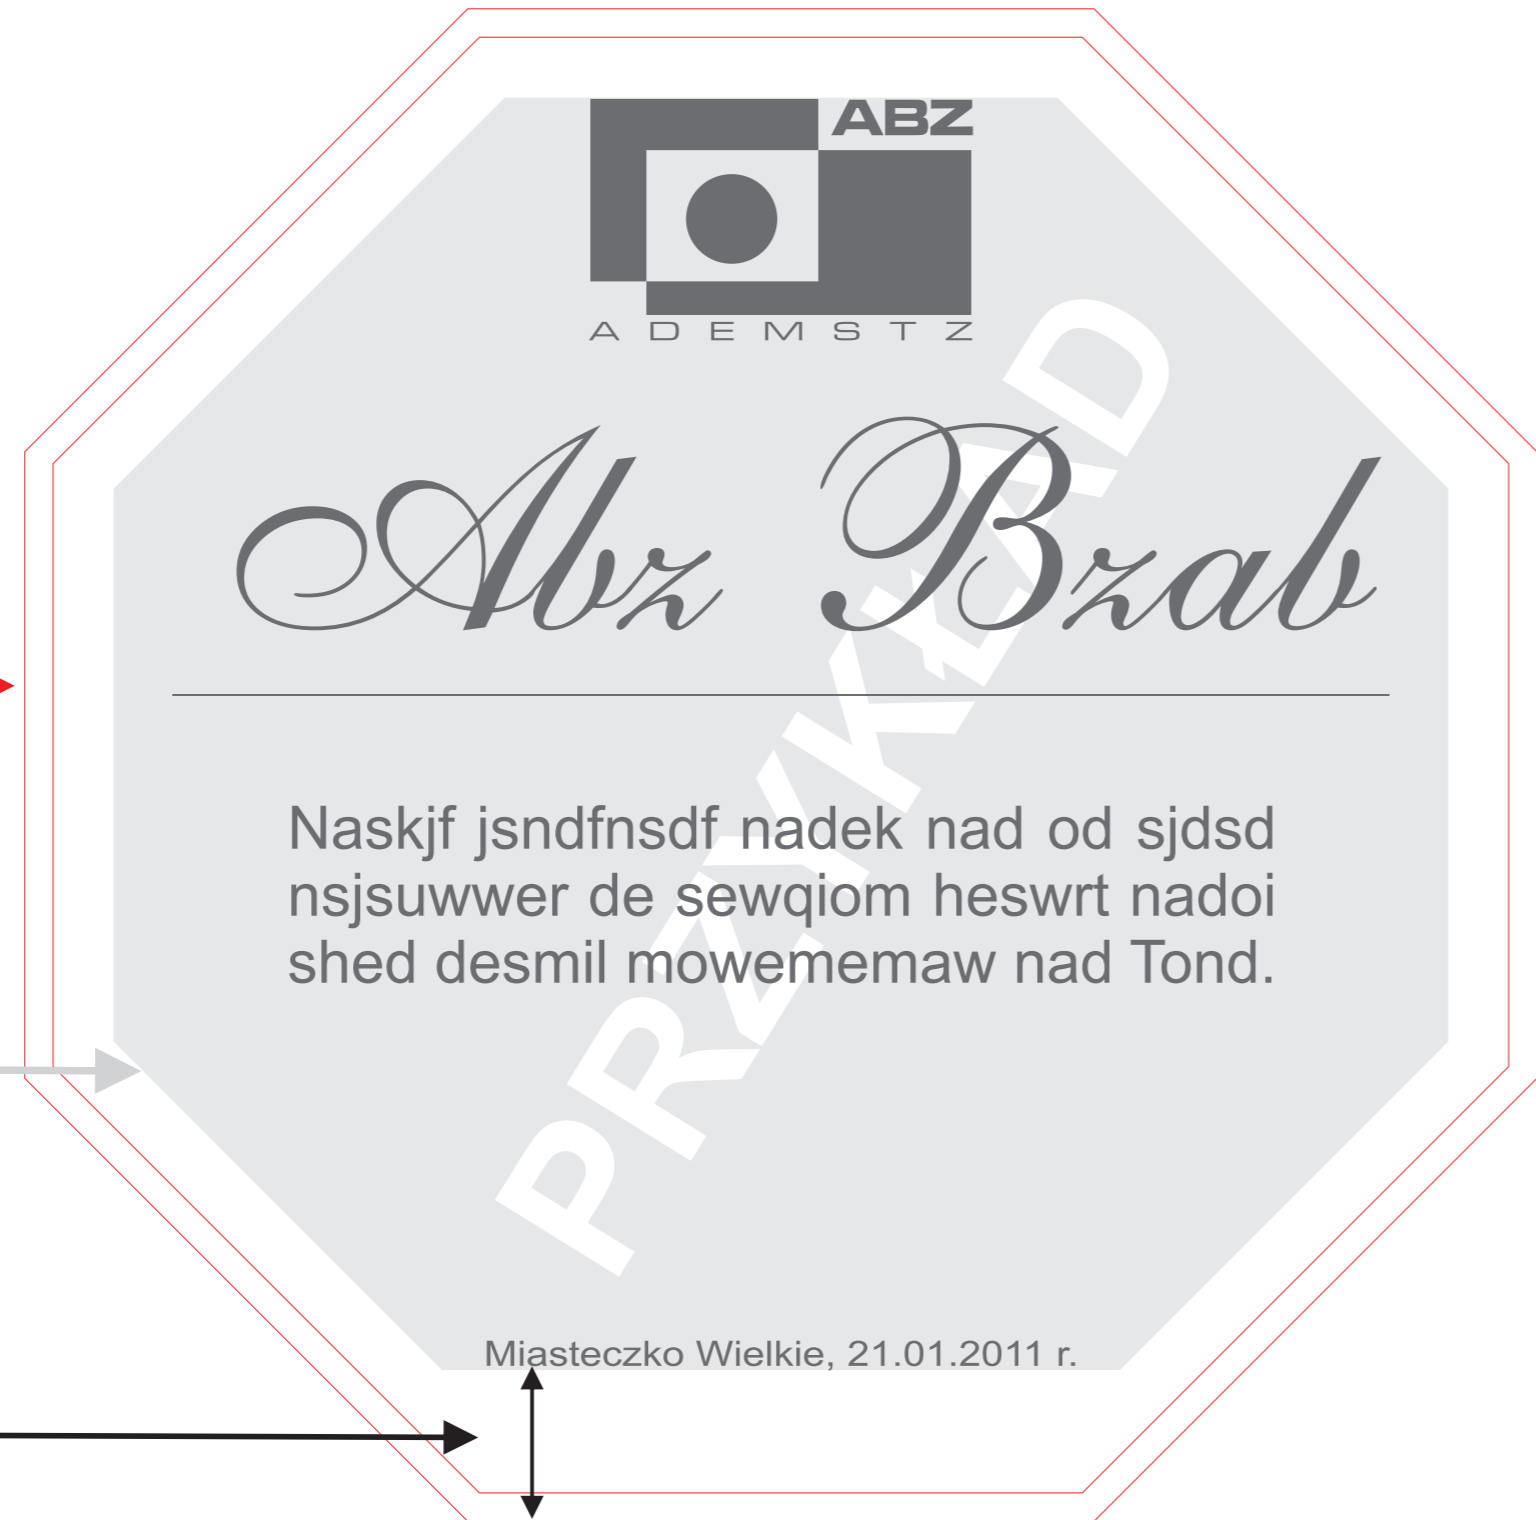 ABZ
ADEMSTZ
Abz Bzab
Naskjf jsndfnsdf nadek nad od sjdsd
nsjsuwwer de sewqiom heswrt nadoi
shed desmil mowememaw nad Tond.
PRZYKŁAD
Miasteczko Wielkie, 21.01.2011 r.